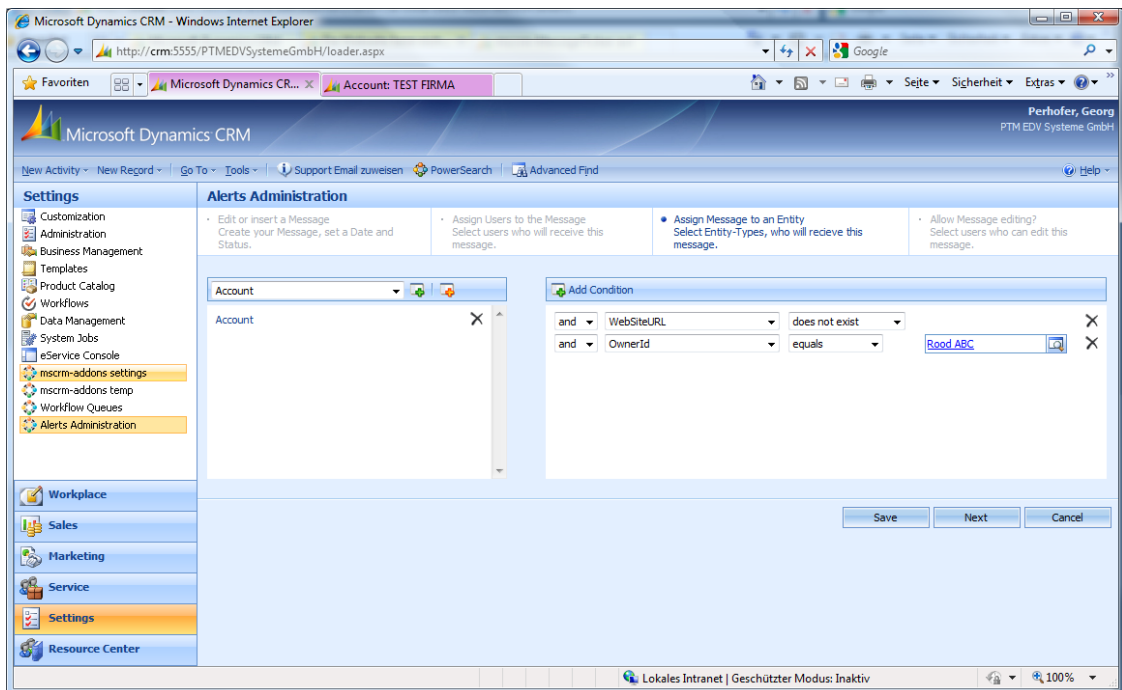 Microsoft Dynamics CRM - Windows Internet Explorer
http://crm:5555/PTMEDVSystemeGmbH/loader.aspx
Google
Favoriten
Microsoft Dynamics CR...
Account: TEST FIRMA
Seite
Sicherheit
Extras
Microsoft Dynamics CRM
Perhofer, Georg
PTM EDV Systeme GmbH
New Activity
New Record
Go To
Tools
Support Email zuweisen
PowerSearch
Advanced Find
Help
Settings
Customization
Administration
Business Management
Templates
Product Catalog
Workflows
Data Management
System Jobs
eService Console
mscrm-addons settings
mscrm-addons temp
Workflow Queues
Alerts Administration
Workplace
Sales
Marketing
Service
Settings
Resource Center
Alerts Administration
Edit or insert a Message
Create your Message, set a Date and
Status.
Assign Users to the Message
Select users who will receive this
message.
Assign Message to an Entity
Select Entity-Types, who will recieve this
message.
Allow Message editing?
Select users who can edit this
message.
Account
Account
Add Condition
and WebSiteURL does not exist
and OwnerId equals Rood ABC
Save
Next
Cancel
Lokales Intranet | Geschützter Modus: Inaktiv
100%